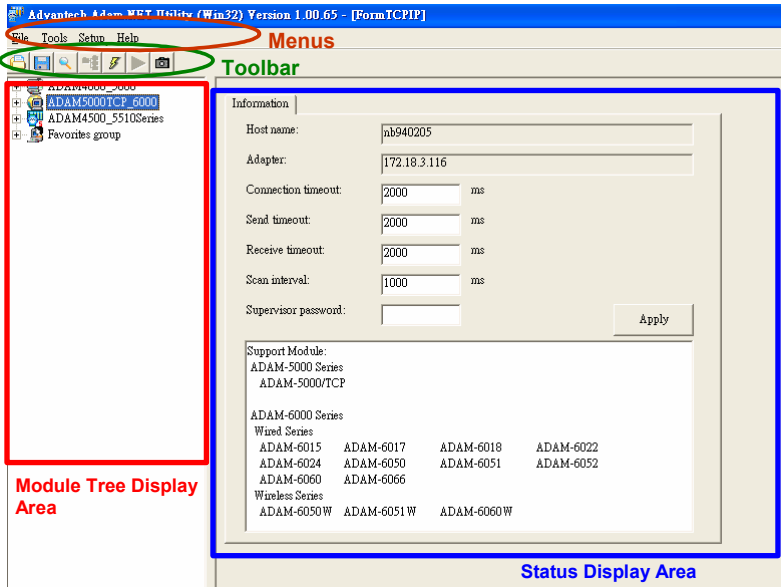 Advantech Adam.NET Utility (Win32) Version 1.00.65 - [FormTCPIP]
File Tools Setup Help
Menus
Toolbar
ADAM4000_5000
ADAM5000TCP_6000
ADAM4500_5510Series
Favorites group
Module Tree Display
Area
Information
Host name: nb940205
Adapter: 172.18.3.116
Connection timeout: 2000 ms
Send timeout: 2000 ms
Receive timeout: 2000 ms
Scan interval: 1000 ms
Supervisor password:
Apply
Support Module:
ADAM-5000 Series
ADAM-5000/TCP
ADAM-6000 Series
Wired Series
ADAM-6015 ADAM-6017 ADAM-6018 ADAM-6022
ADAM-6024 ADAM-6050 ADAM-6051 ADAM-6052
ADAM-6060 ADAM-6066
Wireless Series
ADAM-6050W ADAM-6051W ADAM-6060W
Status Display Area